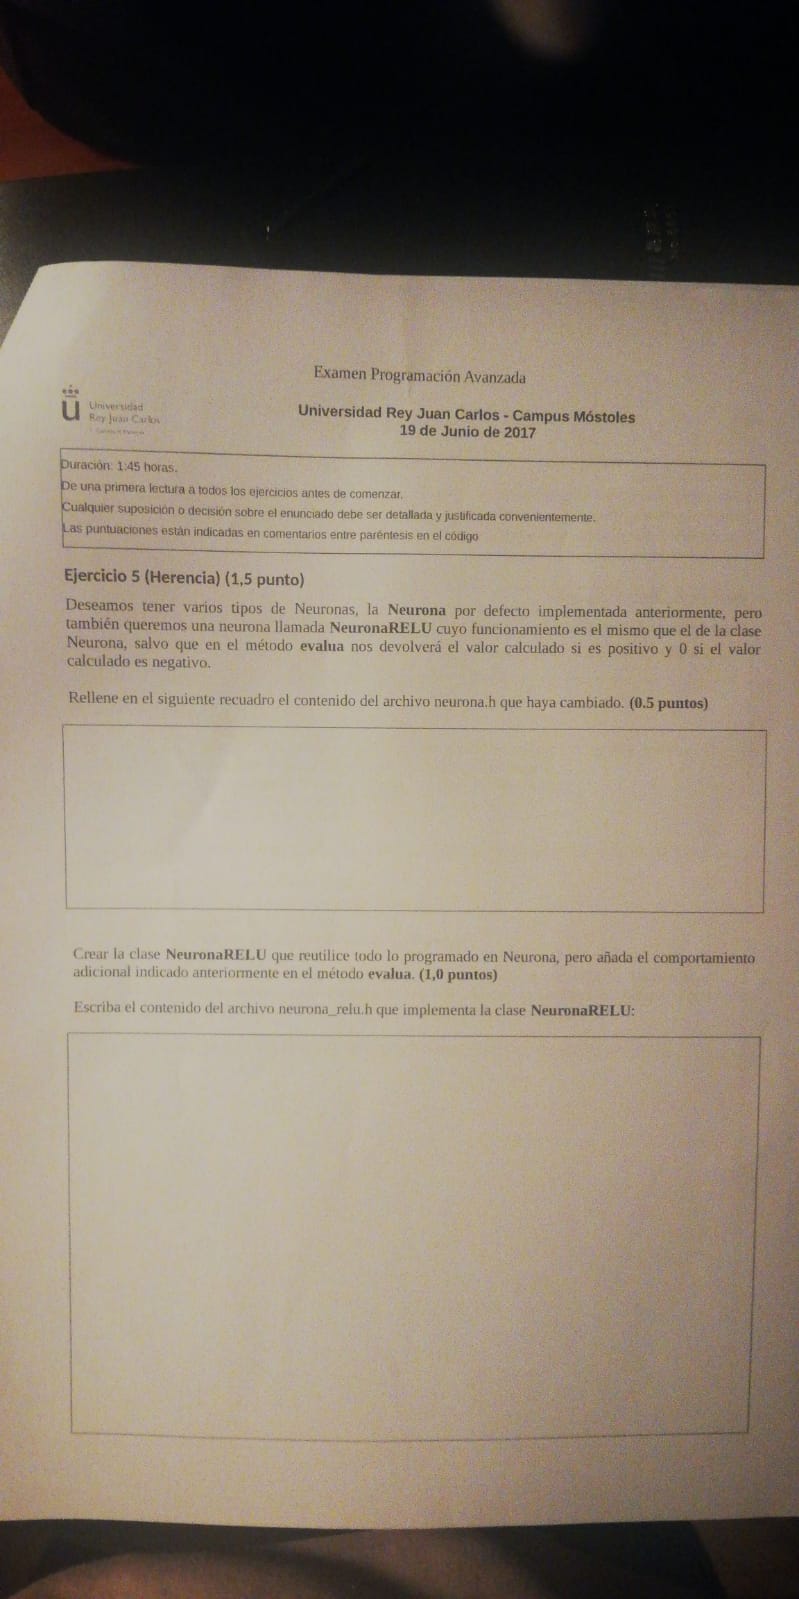 Examen Programación Avanzada
Universidad
Rey Juan Carlos
Universidad Rey Juan Carlos - Campus Móstoles
19 de Junio de 2017
Duración: 1:45 horas.
De una primera lectura a todos los ejercicios antes de comenzar.
Cualquier suposición o decisión sobre el enunciado debe ser detallada y justificada convenientemente.
Las puntuaciones están indicadas en comentarios entre paréntesis en el código
Ejercicio 5 (Herencia) (1,5 punto)
Deseamos tener varios tipos de Neuronas, la Neurona por defecto implementada anteriormente, pero
también queremos una neurona llamada NeuronaRELU cuyo funcionamiento es el mismo que el de la clase
Neurona, salvo que en el método evalua nos devolverá el valor calculado si es positivo y 0 si el valor
calculado es negativo.
Rellene en el siguiente recuadro el contenido del archivo neurona.h que haya cambiado. (0.5 puntos)
Crear la clase NeuronaRELU que reutilice todo lo programado en Neurona, pero añada el comportamiento
adicional indicado anteriormente en el método evalua. (1,0 puntos)
Escriba el contenido del archivo neurona_relu.h que implementa la clase NeuronaRELU: